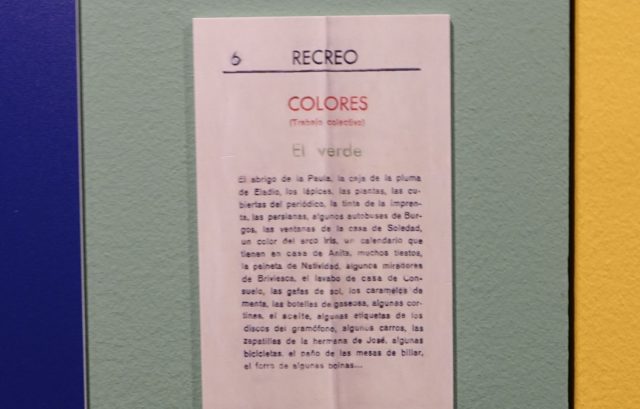 6 RECREO
COLORES
(Trabajo colectivo)
El verde
El abrigo de la Paula, la caja de la pluma
de Eladio, los lápices, las plantas, las cu-
biertas del periódico, la tinta de la impren-
ta, las persianas, algunos autobuses de Bur-
gos, las ventanas de la casa de Soledad,
un color del arco iris, un calendario que
tienen en casa de Anita, muchos tiestos,
la peineta de Natividad, algunos miradores
de Briviesca, el lavabo de casa de Con-
suelo, las gafas de sol, los caramelos de
menta, las botellas de gaseosa, algunas cor-
tinas, el aceite, algunas etiquetas de los
discos del gramófono, algunos carros, las
zapatillas de la hermana de José, algunas
bicicletas, el paño de las mesas de billar,
el forro de algunas boinas...